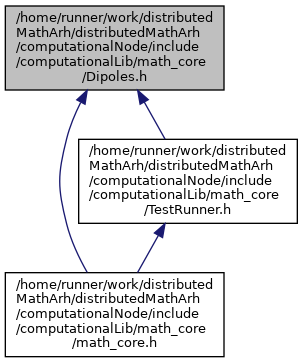 /home/runner/work/distributed
MathArh/distributedMathArh
/computationalNode/include
/computationalLib/math_core
/Dipoles.h
/home/runner/work/distributed
MathArh/distributedMathArh
/computationalNode/include
/computationalLib/math_core
/TestRunner.h
/home/runner/work/distributed
MathArh/distributedMathArh
/computationalNode/include
/computationalLib/math_core
/math_core.h